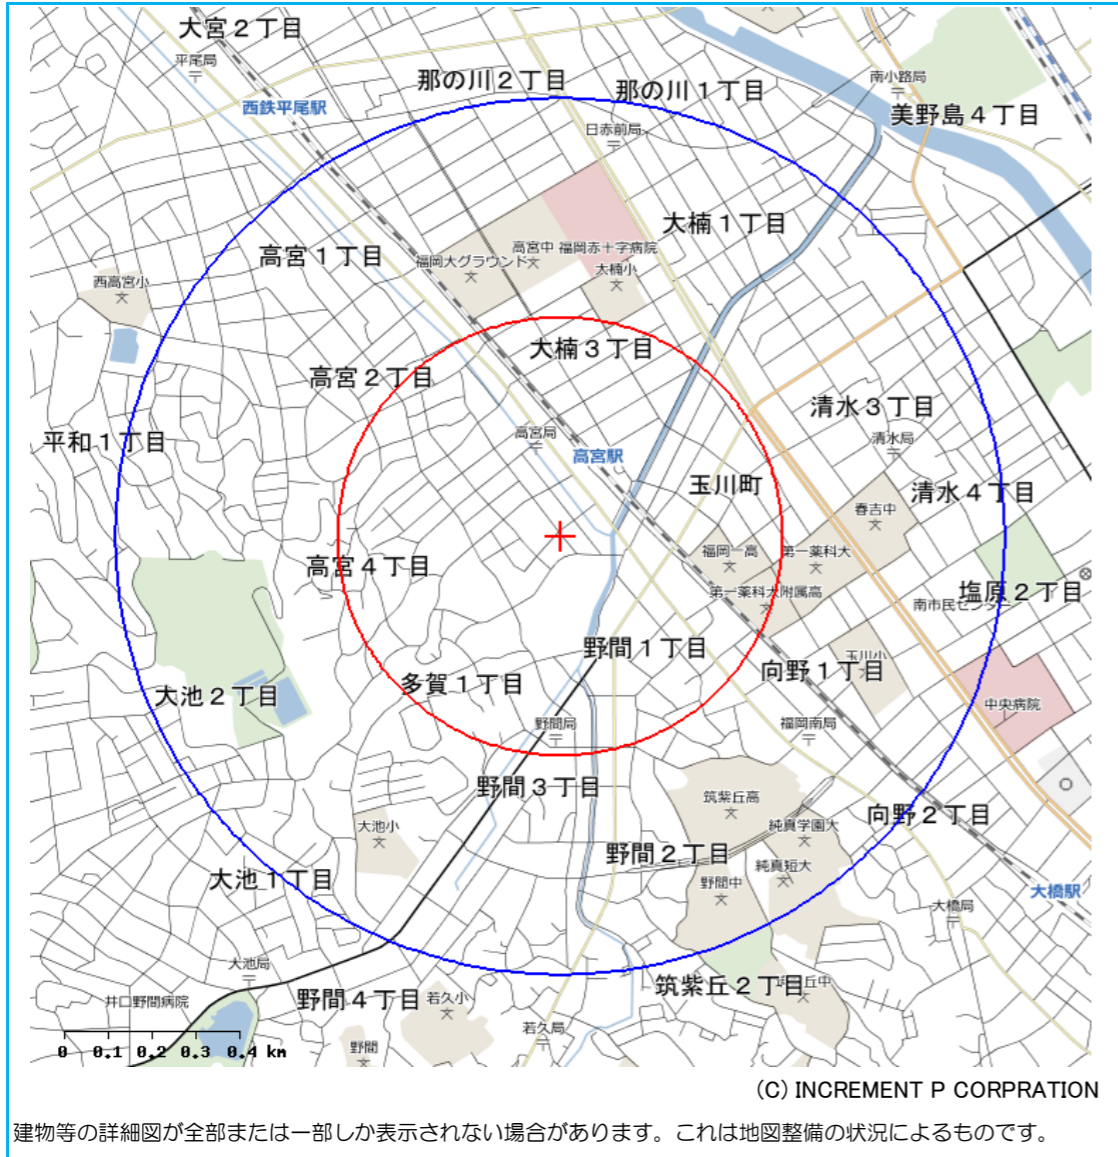 大宮２丁目
平尾局
那の川２丁目
那の川１丁目
南小路局
西鉄平尾駅
美野島４丁目
日赤前局
大楠１丁目
高宮１丁目
高宮中
福岡赤十字病院
福岡大グラウンド
大楠小
西高宮小
大楠３丁目
高宮２丁目
清水３丁目
高宮局
清水局
平和１丁目
高宮駅
玉川町
清水４丁目
春吉中
福岡一高
第一薬科大
高宮４丁目
第一薬科大附属高
塩原２丁目
南市民センター
野間１丁目
玉川小
向野１丁目
多賀１丁目
大池２丁目
中央病院
野間局
福岡南局
野間３丁目
筑紫丘高
向野２丁目
大池小
純真学園大
野間２丁目
純真短大
大池１丁目
野間中
大橋駅
大橋局
大池局
筑紫丘２丁目
丘中
井口野間病院
野間４丁目
若久小
若久局
野間
0 0.1 0.2 0.3 0.4 km
(C) INCREMENT P CORPRATION
建物等の詳細図が全部または一部しか表示されない場合があります。これは地図整備の状況によるものです。